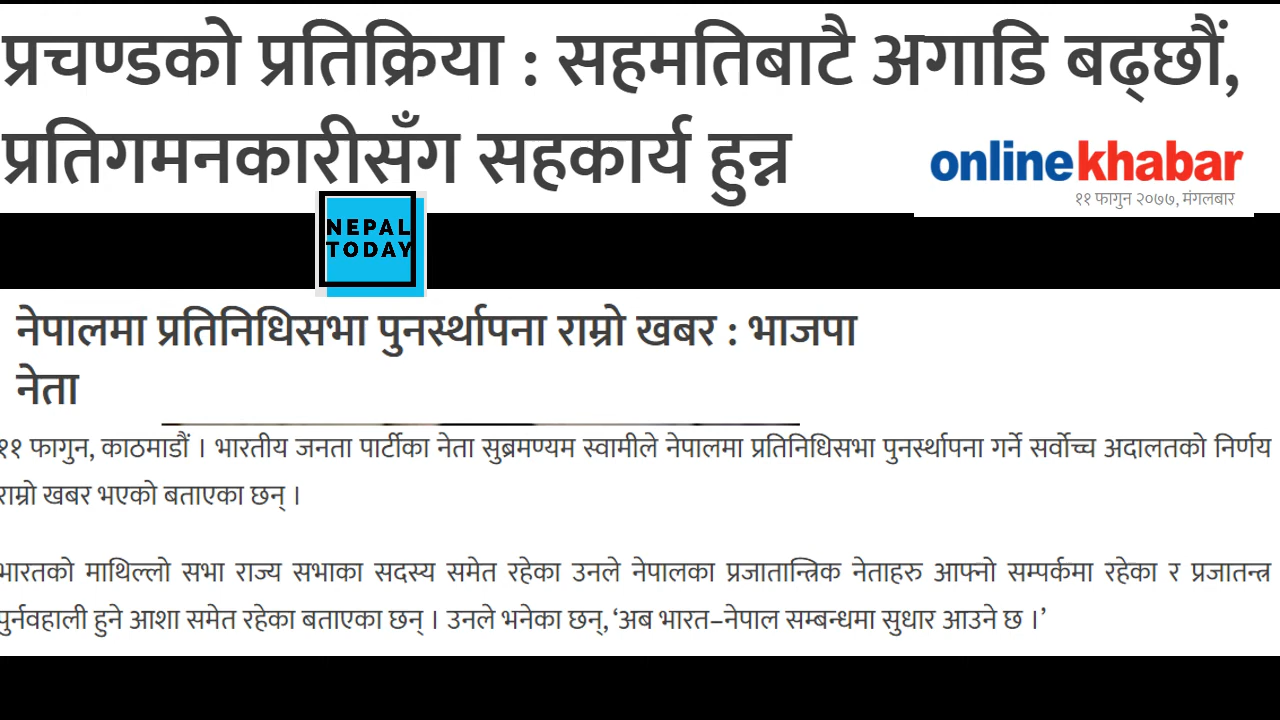 प्रचण्डको प्रतिक्रिया : सहमतिबाटै अगाडि बढ्छौं,
प्रतिगमनकारीसँग सहकार्य हुन्न
onlinekhabar
११ फागुन २०७७, मंगलबार
NEPAL
TODAY
नेपालमा प्रतिनिधिसभा पुनर्स्थापना राम्रो खबर : भाजपा
नेता
११ फागुन, काठमाडौं । भारतीय जनता पार्टीका नेता सुब्रमण्यम स्वामीले नेपालमा प्रतिनिधिसभा पुनर्स्थापना गर्ने सर्वोच्च अदालतको निर्णय
राम्रो खबर भएको बताएका छन् ।
भारतको माथिल्लो सभा राज्य सभाका सदस्य समेत रहेका उनले नेपालका प्रजातान्त्रिक नेताहरु आफ्नो सम्पर्कमा रहेका र प्रजातन्त्र
पुर्नवहाली हुने आशा समेत रहेका बताएका छन् । उनले भनेका छन्, ‘अब भारत–नेपाल सम्बन्धमा सुधार आउने छ ।’